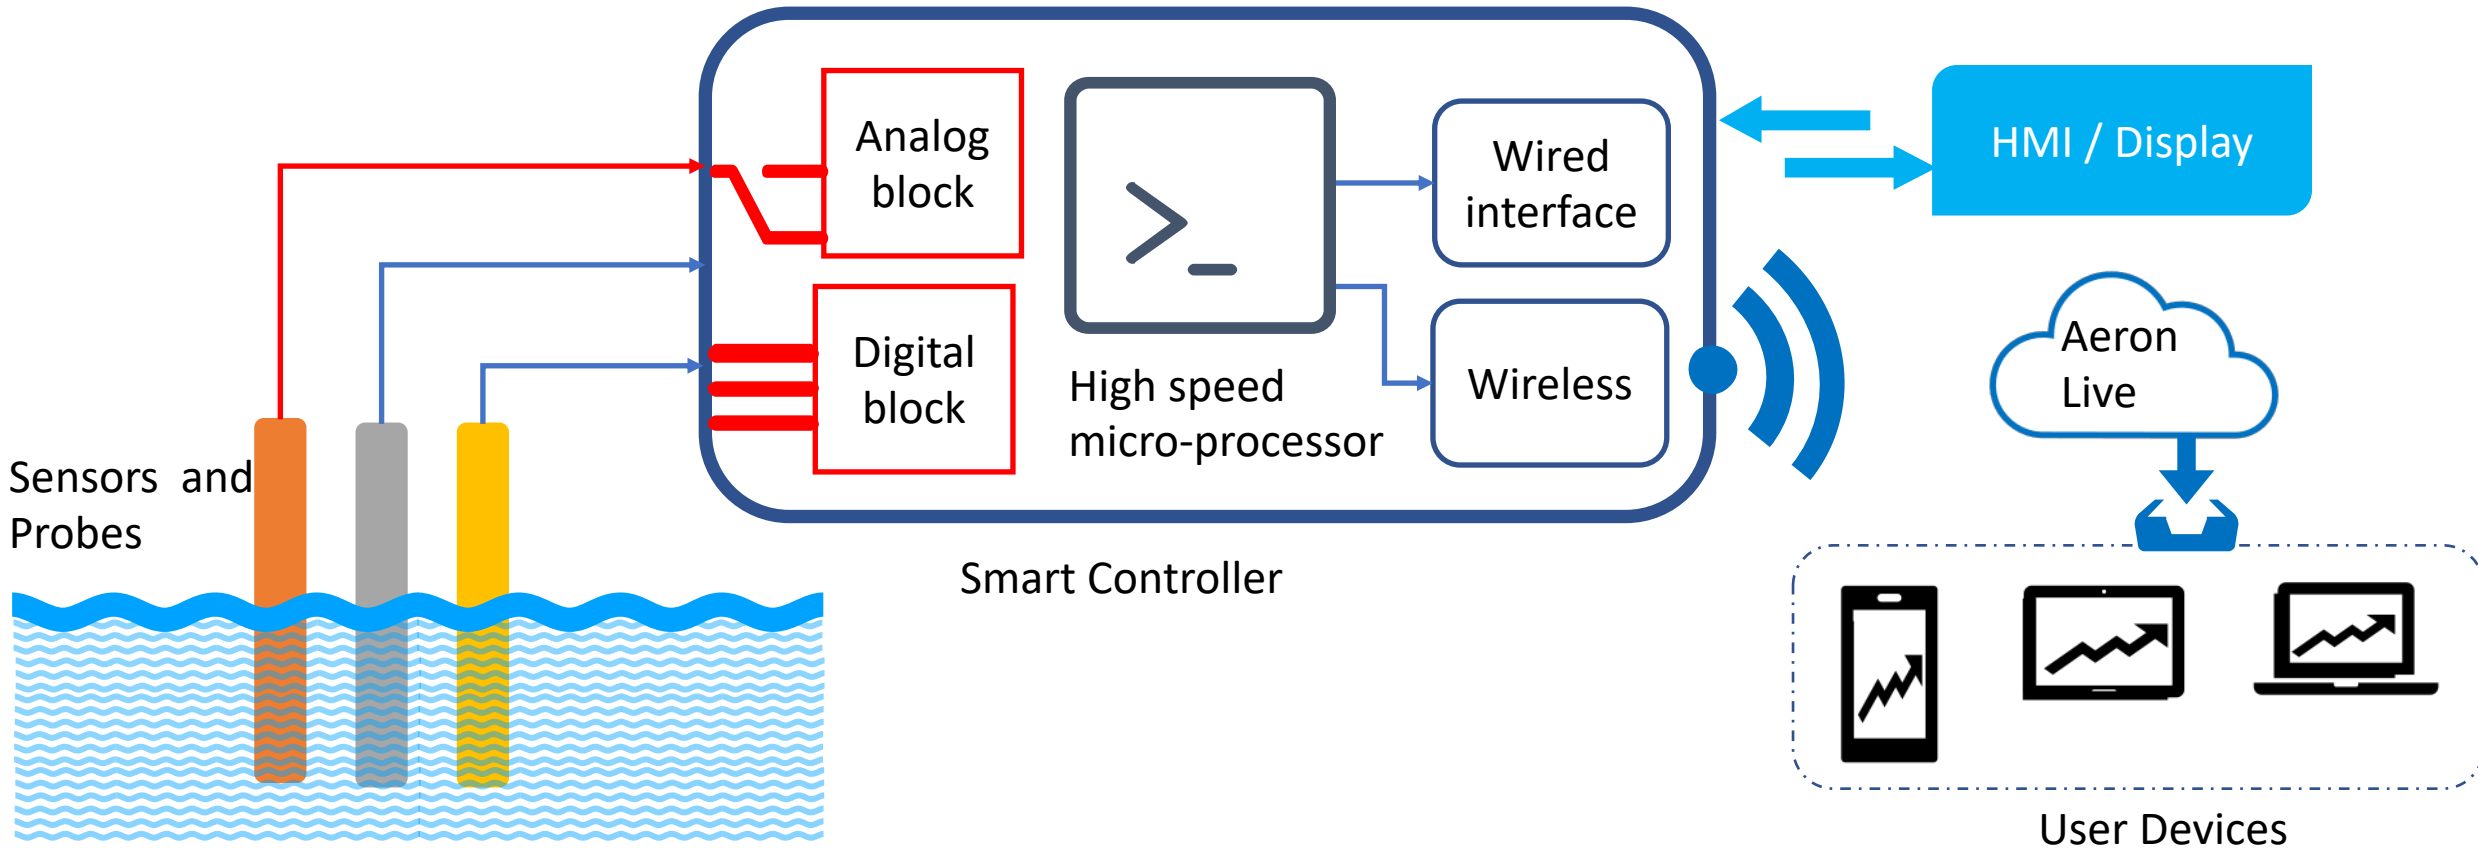 Analog
block
Wired
interface
HMI / Display
Digital
block
High speed
micro-processor
Wireless
Aeron
Live
Sensors and
Probes
Smart Controller
User Devices